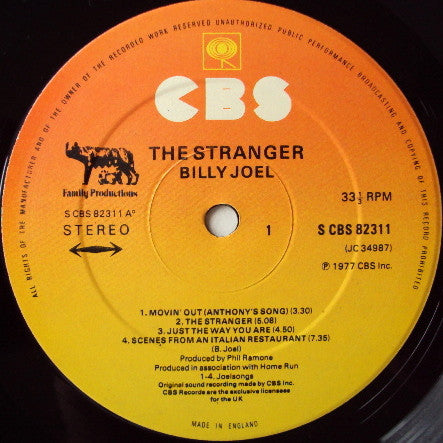 ALL RIGHTS OF THE MANUFACTURER AND OF THE OWNER OF THE RECORDED WORK RESERVED UNAUTHORIZED PUBLIC PERFORMANCE BROADCASTING AND COPYING OF THIS RECORD PROHIBITED
CBS
THE STRANGER
BILLY JOEL
Family Productions
33⅓ RPM
S CBS 82311 A°
STEREO
1
S CBS 82311
(JC 34987)
℗ 1977 CBS Inc.
1. MOVIN' OUT (ANTHONY'S SONG) (3.30)
2. THE STRANGER (5.08)
3. JUST THE WAY YOU ARE (4.50)
4. SCENES FROM AN ITALIAN RESTAURANT (7.35)
(B. Joel)
Produced by Phil Ramone
Produced in association with Home Run
1-4. Joelsongs
Original sound recording made by CBS Inc.
CBS Records are the exclusive licensees
for the UK
MADE IN ENGLAND